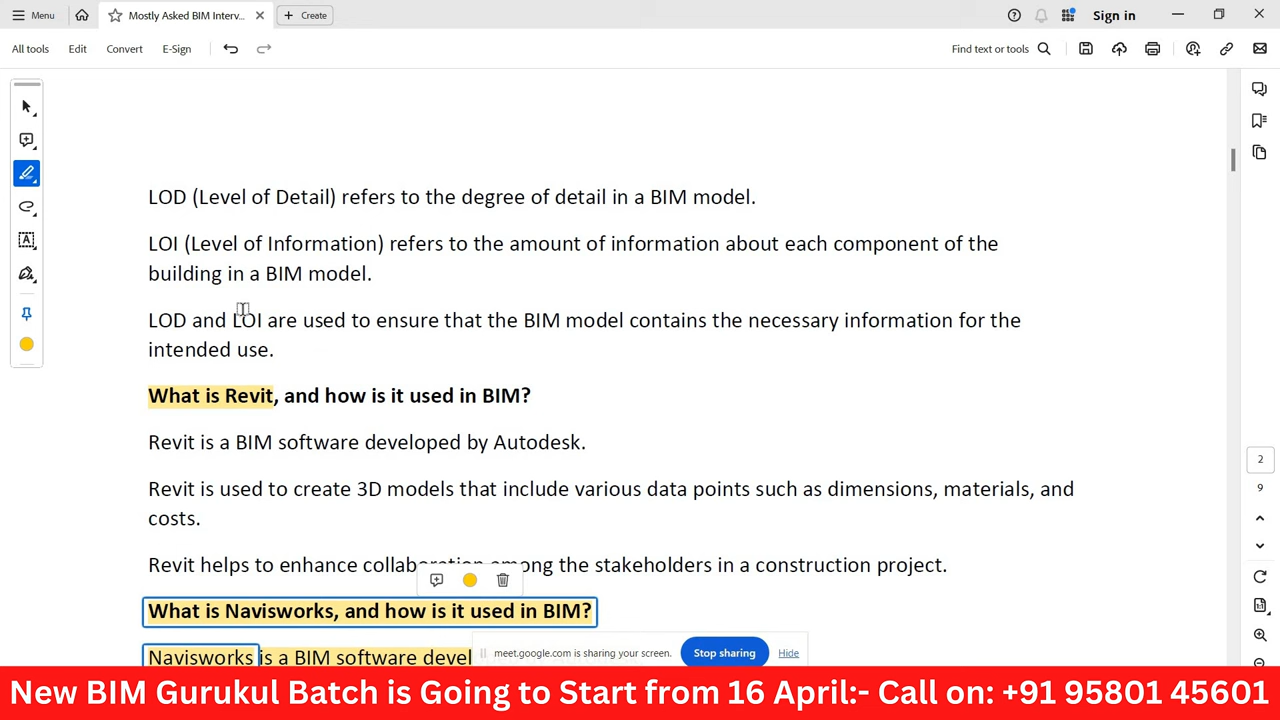 Menu
Mostly Asked BIM Interv...
Create
Sign in
All tools
Edit
Convert
E-Sign
Find text or tools
LOD (Level of Detail) refers to the degree of detail in a BIM model.
LOI (Level of Information) refers to the amount of information about each component of the
building in a BIM model.
LOD and LOI are used to ensure that the BIM model contains the necessary information for the
intended use.
What is Revit, and how is it used in BIM?
Revit is a BIM software developed by Autodesk.
Revit is used to create 3D models that include various data points such as dimensions, materials, and
costs.
Revit helps to enhance collaboration among the stakeholders in a construction project.
What is Navisworks, and how is it used in BIM?
Navisworks is a BIM software devel
meet.google.com is sharing your screen.
Stop sharing
Hide
2
9
New BIM Gurukul Batch is Going to Start from 16 April:- Call on: +91 95801 45601